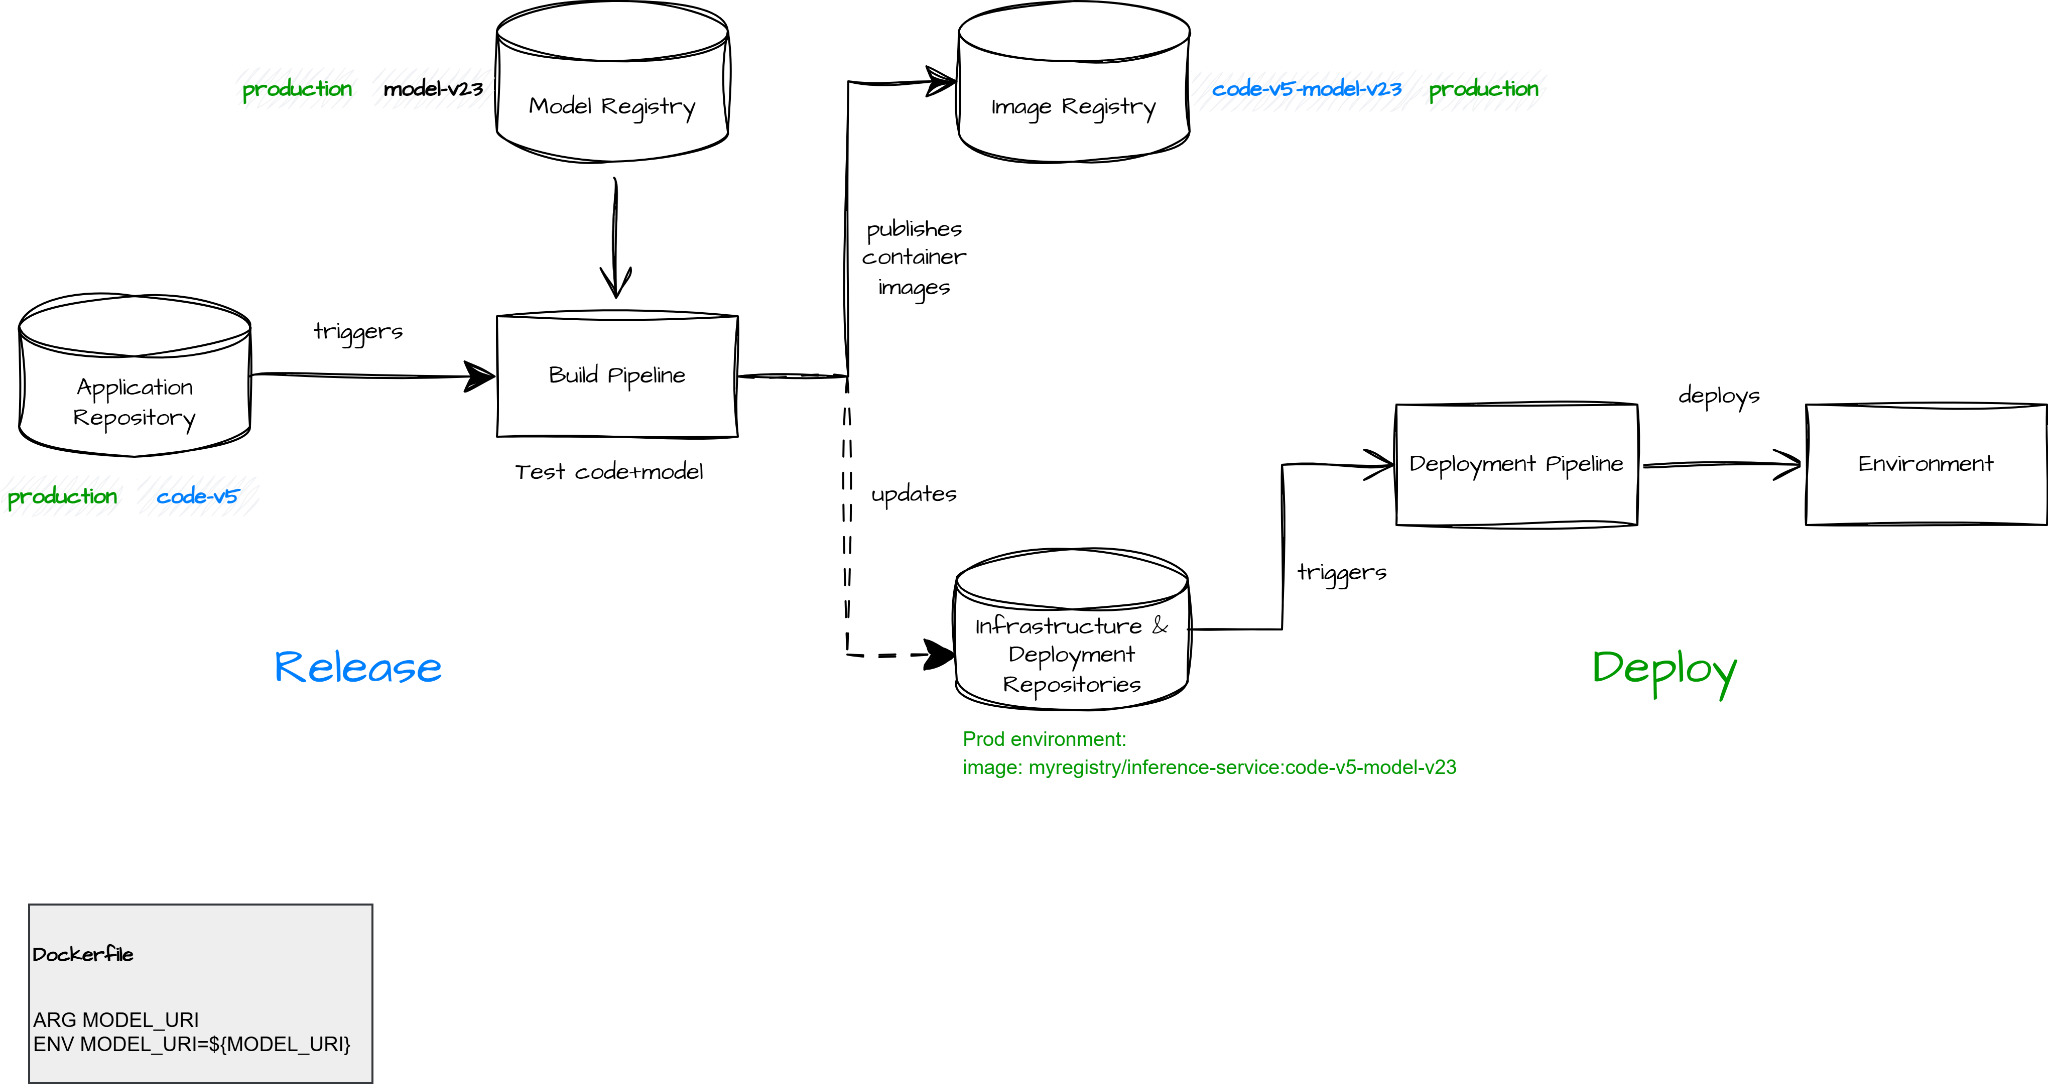 production model-v23
Model Registry
Image Registry
code-v5-model-v23 production
publishes
container
images
triggers
Application
Repository
Build Pipeline
Test code+model
production code-v5
updates
deploys
Deployment Pipeline
Environment
triggers
Infrastructure &
Deployment
Repositories
Release
Deploy
Prod environment:
image: myregistry/inference-service:code-v5-model-v23
Dockerfile
ARG MODEL_URI
ENV MODEL_URI=${MODEL_URI}